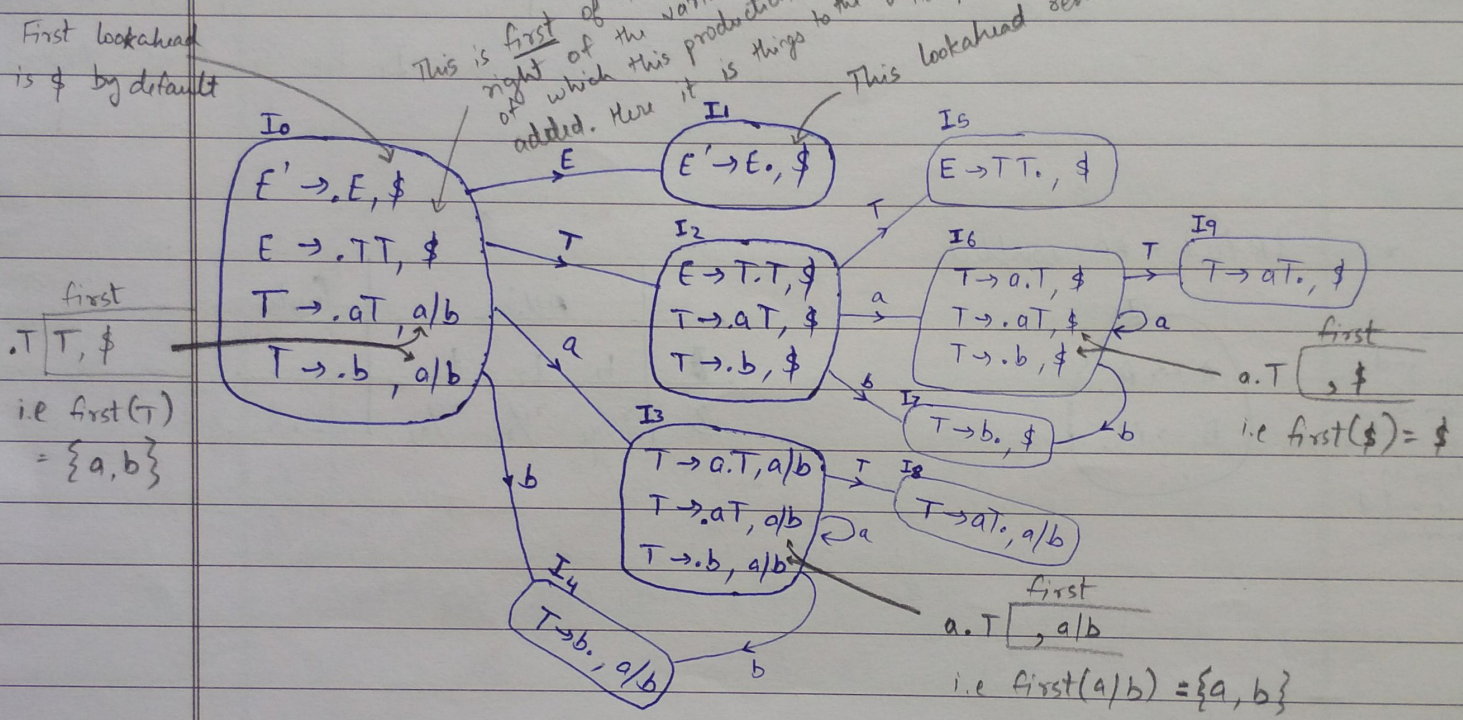 First lookahead
is $ by default
This is first of
right of the
of which this production
added. Here it is things to the
This lookahead
I0
E' →.E, $
E → .TT, $
T → .aT, a/b
T → .b, a/b
E
T
a
b
first
.T T, $
i.e first(T)
= {a,b}
I1
E' → E., $
I2
E → T.T, $
T → .aT, $
T → .b, $
T
a
b
I5
E → TT., $
I6
T → a.T, $
T → .aT, $
T → .b, $
T
a
b
I9
T → aT., $
first
a.T , $
i.e first($) = $
I7
T → b., $
I3
T → a.T, a/b
T → .aT, a/b
T → .b, a/b
T
a
b
I8
T → aT., a/b
I4
T → b., a/b
first
a.T , a/b
i.e first(a/b) = {a, b}